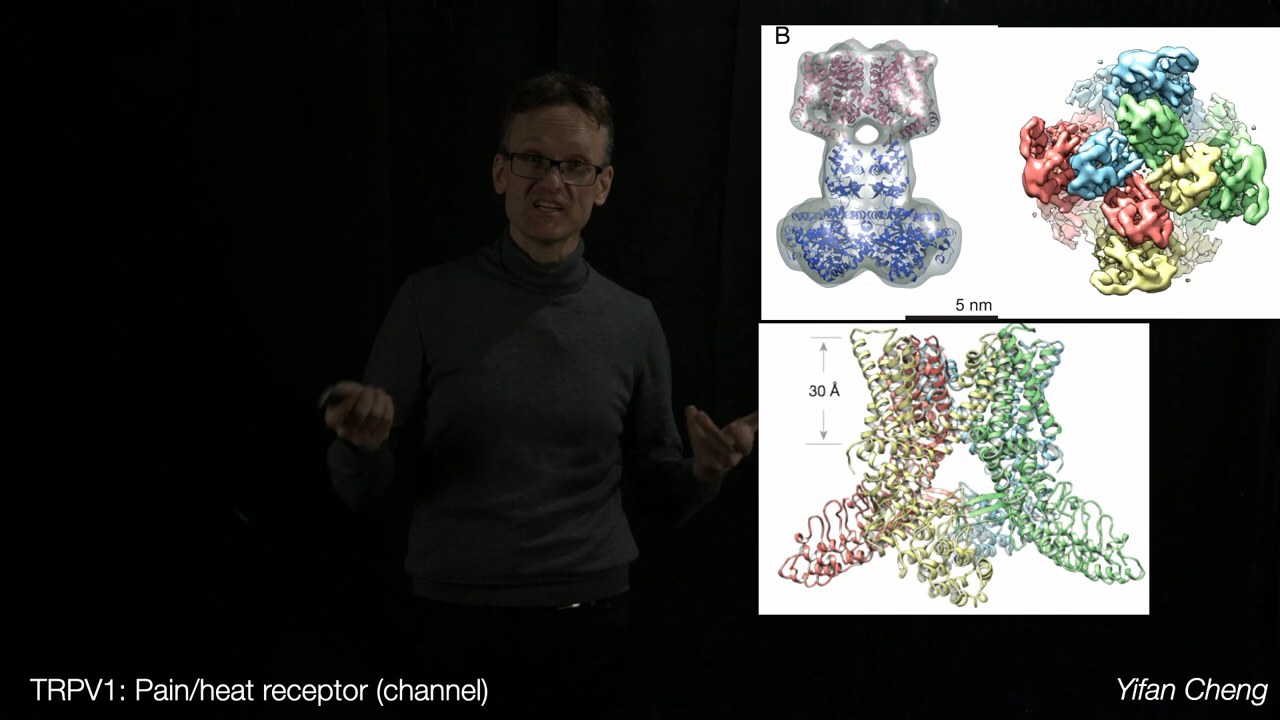 B
5 nm
30 Å
TRPV1: Pain/heat receptor (channel)
Yifan Cheng